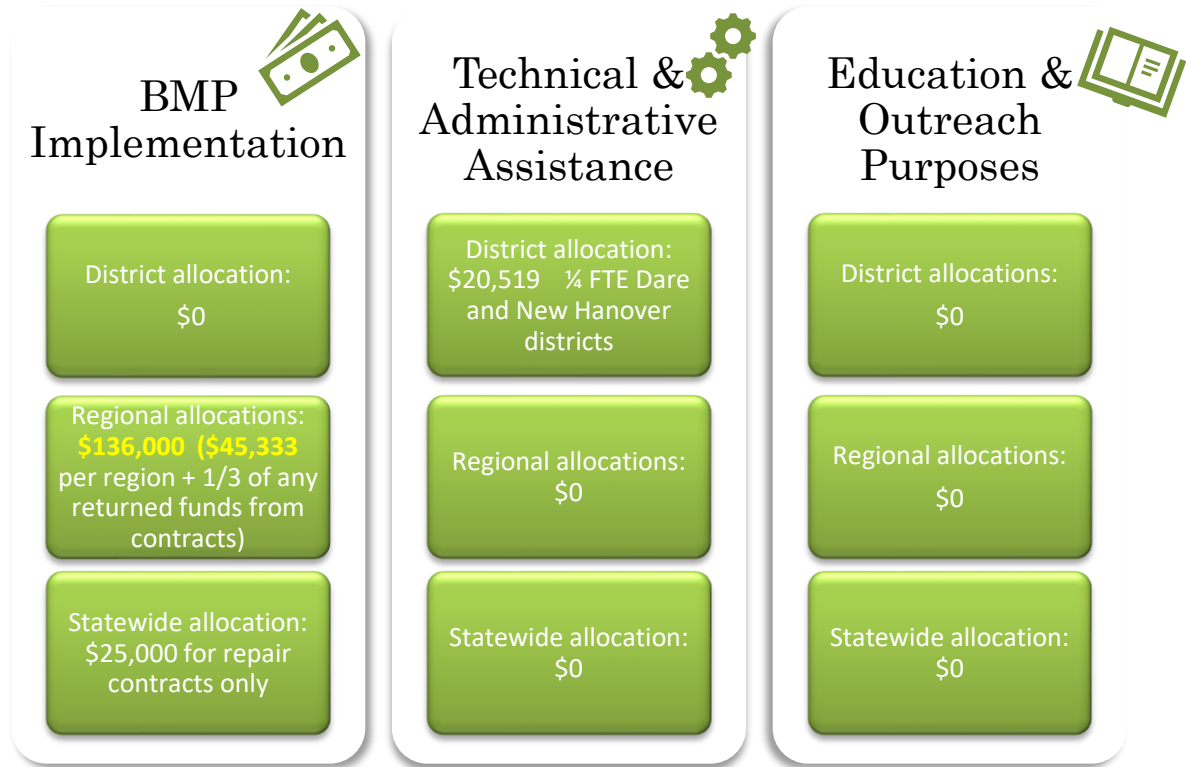 BMP
Implementation
District allocation:
$0
Regional allocations:
$136,000 ($45,333
per region + 1/3 of any
returned funds from
contracts)
Statewide allocation:
$25,000 for repair
contracts only
Technical &
Administrative
Assistance
District allocation:
$20,519 ¼ FTE Dare
and New Hanover
districts
Regional allocations:
$0
Statewide allocation:
$0
Education &
Outreach
Purposes
District allocations:
$0
Regional allocations:
$0
Statewide allocation:
$0